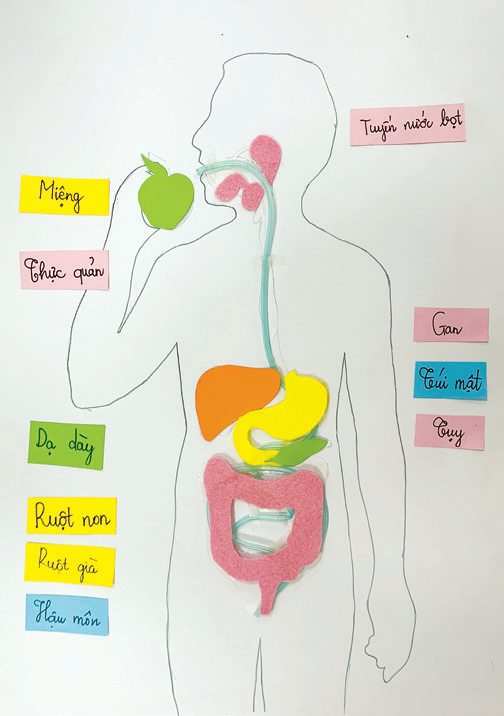 Tuyến nước bọt
Miệng
Thực quản
Gan
Túi mật
Tụy
Dạ dày
Ruột non
Ruột già
Hậu môn